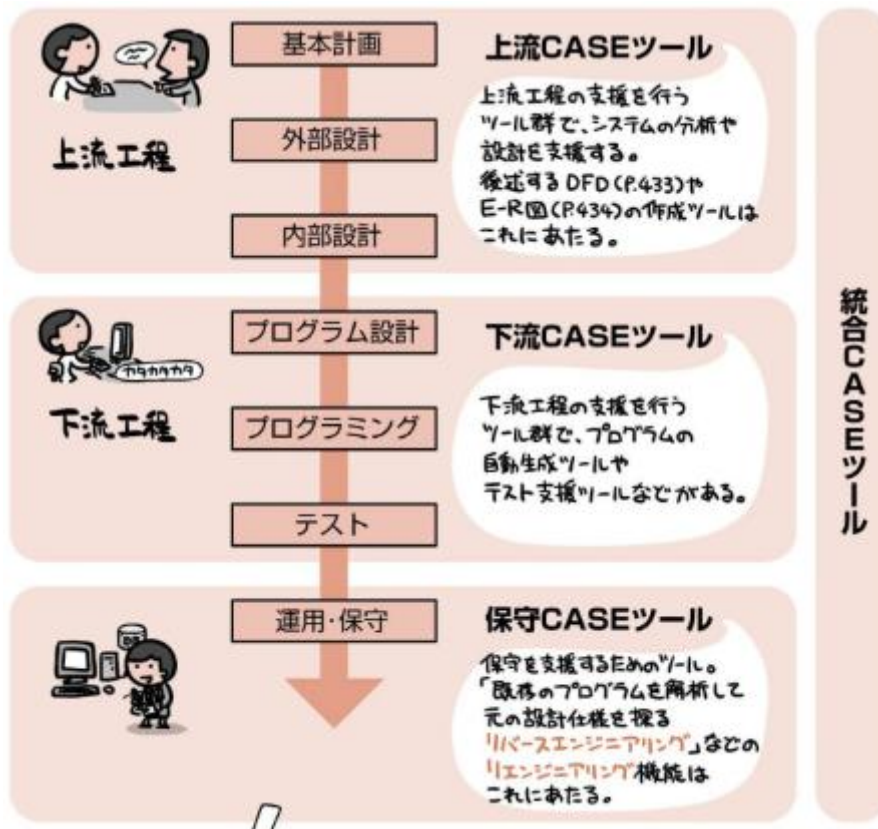 基本計画
外部設計
内部設計
上流工程
上流CASEツール
上流工程の支援を行う
ツール群で、システムの分析や
設計を支援する。
後述するDFD(P.433)や
E-R図(P.434)の作成ツールは
これにあたる。
プログラム設計
プログラミング
テスト
カタカタカタ
下流工程
下流CASEツール
下流工程の支援を行う
ツール群で、プログラムの
自動生成ツールや
テスト支援ツールなどがある。
運用・保守
DB
保守CASEツール
保守を支援するためのツール。
「既存のプログラムを解析して
元の設計仕様を探る
リバースエンジニアリング」などの
リエンジニアリング機能は
これにあたる。
統合CASEツール